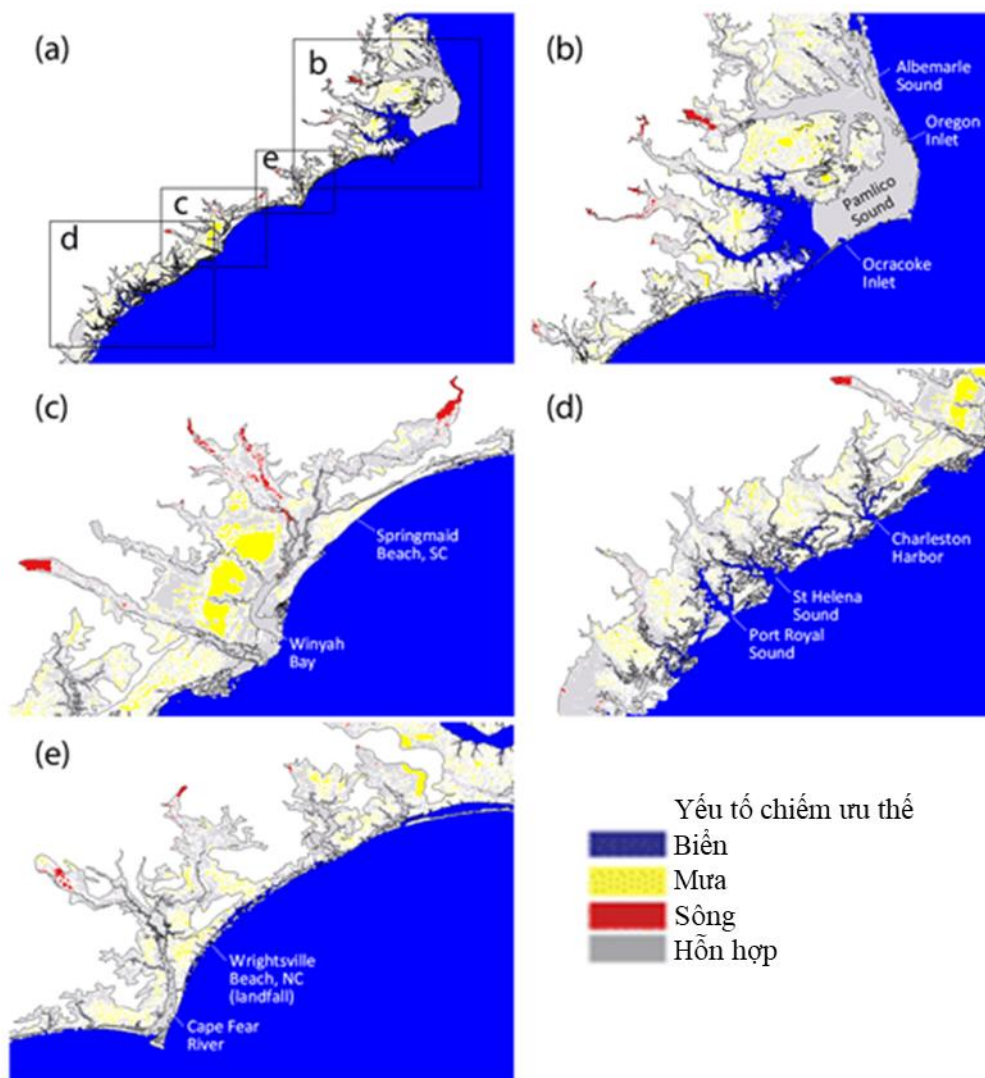 (a)
b
e
c
d
(b)
Albemarle
Sound
Oregon
Inlet
Pamlico
Sound
Ocracoke
Inlet
(c)
Springmaid
Beach, SC
Winyah
Bay
(d)
Charleston
Harbor
St Helena
Sound
Port Royal
Sound
(e)
Wrightsville
Beach, NC
(landfall)
Cape Fear
River
Yếu tố chiếm ưu thế
Biển
Mưa
Sông
Hỗn hợp